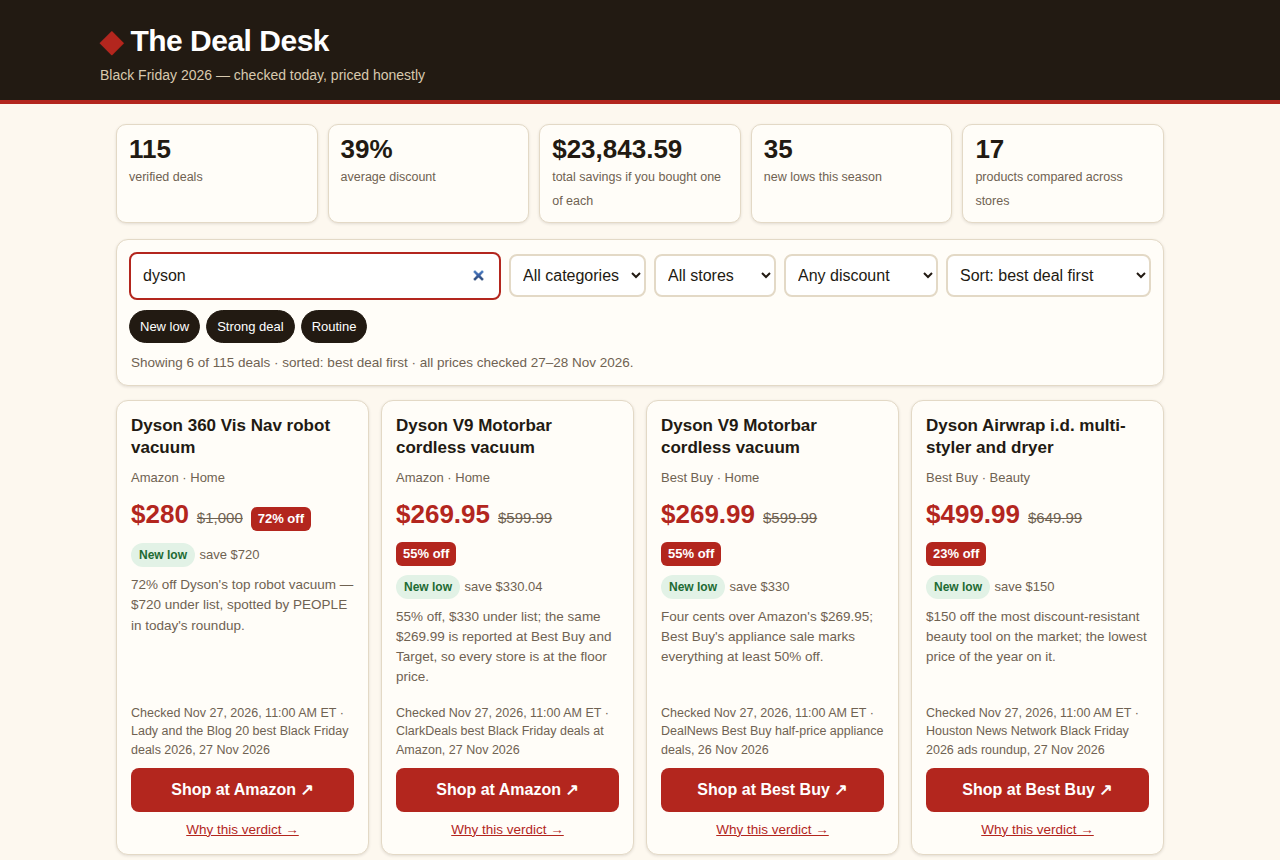 The Deal Desk
Black Friday 2026 — checked today, priced honestly
115
verified deals
39%
average discount
$23,843.59
total savings if you bought one
of each
35
new lows this season
17
products compared across
stores
dyson
All categories
All stores
Any discount
Sort: best deal first
New low
Strong deal
Routine
Showing 6 of 115 deals · sorted: best deal first · all prices checked 27–28 Nov 2026.
Dyson 360 Vis Nav robot
vacuum
Amazon · Home
$280 $1,000 72% off
New low save $720
72% off Dyson's top robot vacuum —
$720 under list, spotted by PEOPLE
in today's roundup.
Checked Nov 27, 2026, 11:00 AM ET ·
Lady and the Blog 20 best Black Friday
deals 2026, 27 Nov 2026
Shop at Amazon ↗
Why this verdict →
Dyson V9 Motorbar
cordless vacuum
Amazon · Home
$269.95 $599.99
55% off
New low save $330.04
55% off, $330 under list; the same
$269.99 is reported at Best Buy and
Target, so every store is at the floor
price.
Checked Nov 27, 2026, 11:00 AM ET ·
ClarkDeals best Black Friday deals at
Amazon, 27 Nov 2026
Shop at Amazon ↗
Why this verdict →
Dyson V9 Motorbar
cordless vacuum
Best Buy · Home
$269.99 $599.99
55% off
New low save $330
Four cents over Amazon's $269.95;
Best Buy's appliance sale marks
everything at least 50% off.
Checked Nov 27, 2026, 11:00 AM ET ·
DealNews Best Buy half-price appliance
deals, 26 Nov 2026
Shop at Best Buy ↗
Why this verdict →
Dyson Airwrap i.d. multi-
styler and dryer
Best Buy · Beauty
$499.99 $649.99
23% off
New low save $150
$150 off the most discount-resistant
beauty tool on the market; the lowest
price of the year on it.
Checked Nov 27, 2026, 11:00 AM ET ·
Houston News Network Black Friday
2026 ads roundup, 27 Nov 2026
Shop at Best Buy ↗
Why this verdict →